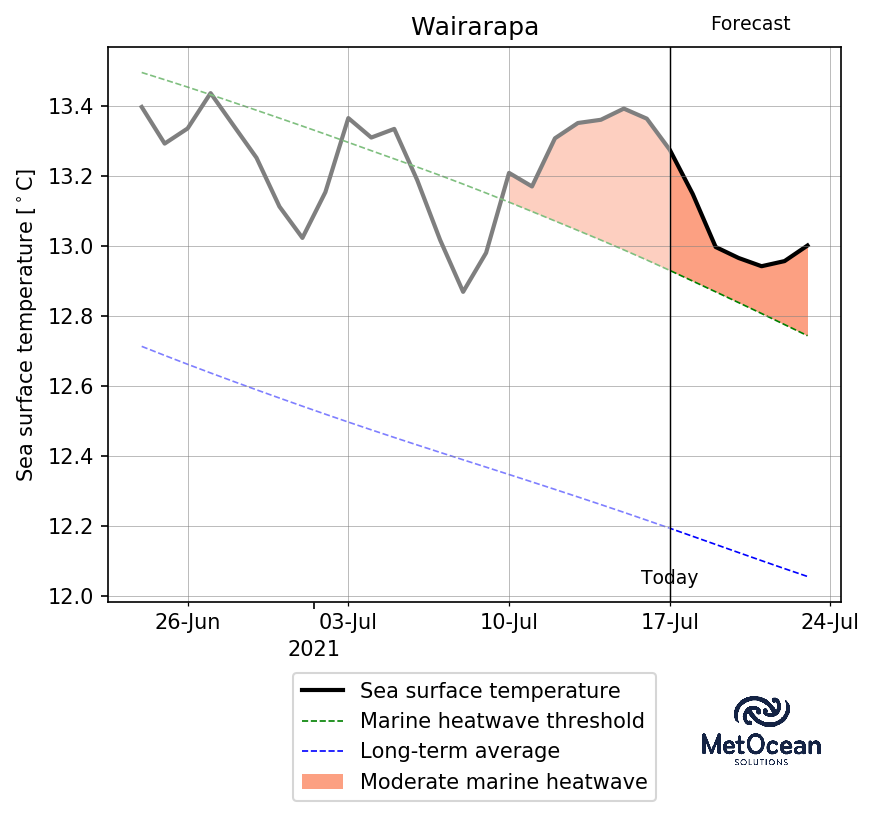 Wairarapa
Forecast
Sea surface temperature [°C]
13.4
13.2
13.0
12.8
12.6
12.4
12.2
12.0
Today
26-Jun
03-Jul
10-Jul
17-Jul
24-Jul
2021
Sea surface temperature
Marine heatwave threshold
Long-term average
Moderate marine heatwave
MetOcean
SOLUTIONS